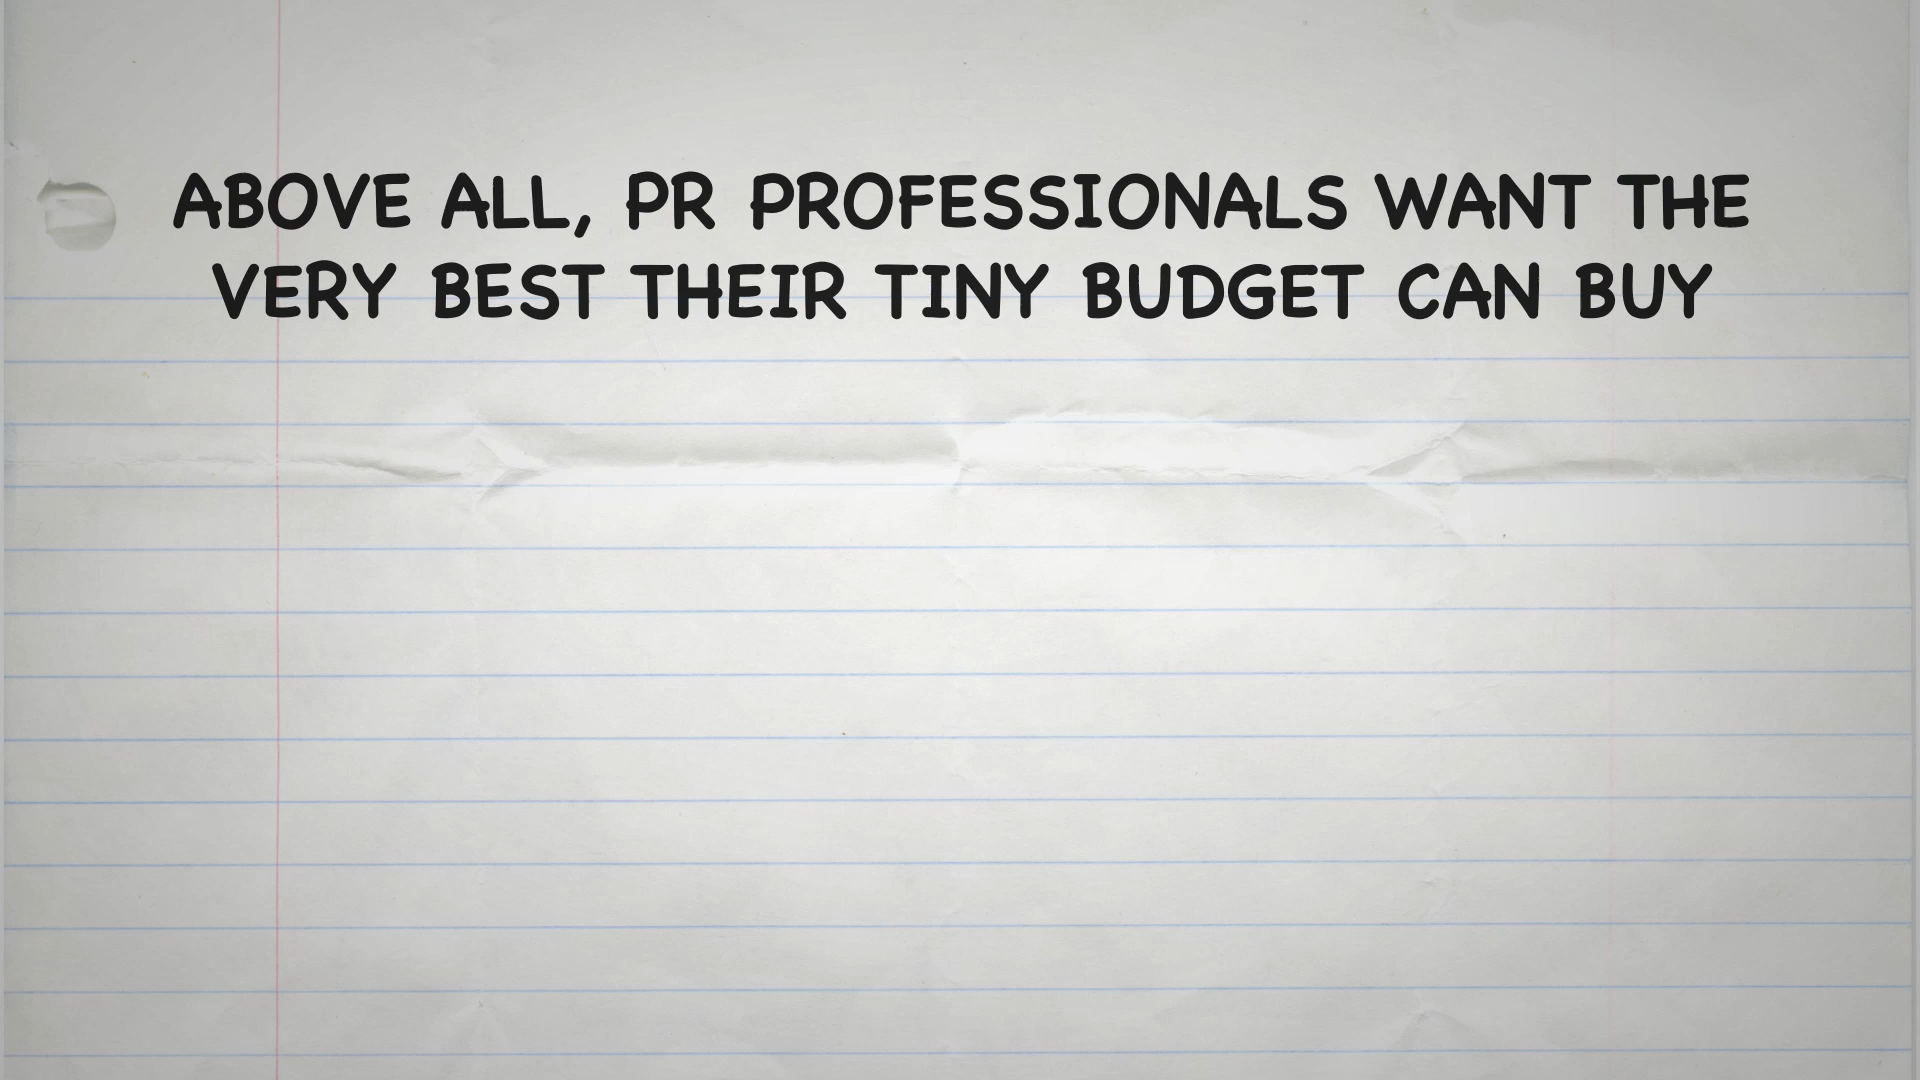 ABOVE ALL, PR PROFESSIONALS WANT THE
VERY BEST THEIR TINY BUDGET CAN BUY